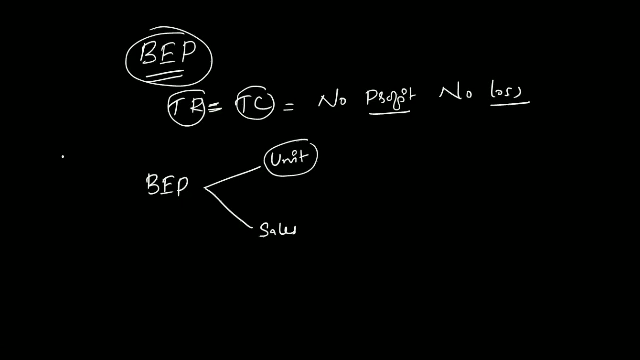 BEP
TR = TC = No Profit No loss
Unit
BEP
Sales